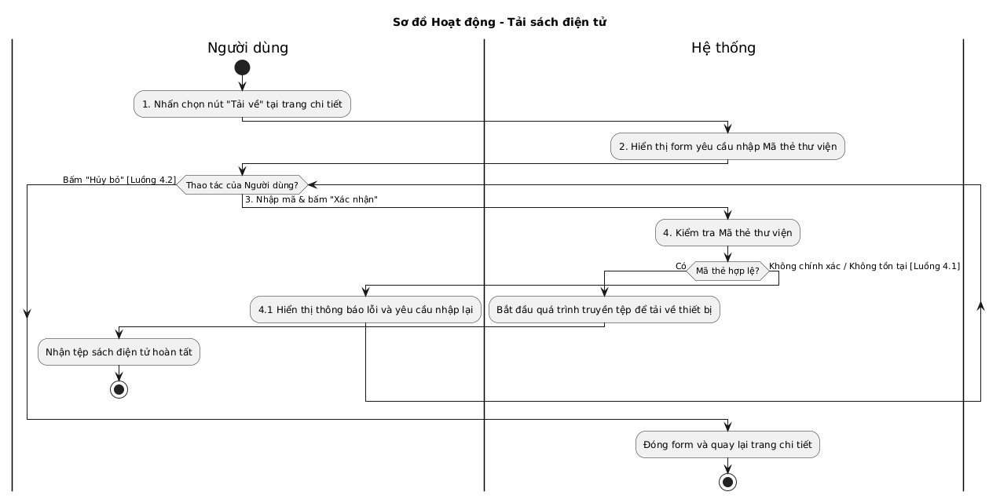 Sơ đồ Hoạt động - Tải sách điện tử
Người dùng
Hệ thống
1. Nhấn chọn nút "Tải về" tại trang chi tiết
2. Hiển thị form yêu cầu nhập Mã thẻ thư viện
Bấm "Hủy bỏ" [Luồng 4.2]
Thao tác của Người dùng?
3. Nhập mã & bấm "Xác nhận"
4. Kiểm tra Mã thẻ thư viện
Có
Mã thẻ hợp lệ?
Không chính xác / Không tồn tại [Luồng 4.1]
4.1 Hiển thị thông báo lỗi và yêu cầu nhập lại
Bắt đầu quá trình truyền tệp để tải về thiết bị
Nhận tệp sách điện tử hoàn tất
Đóng form và quay lại trang chi tiết